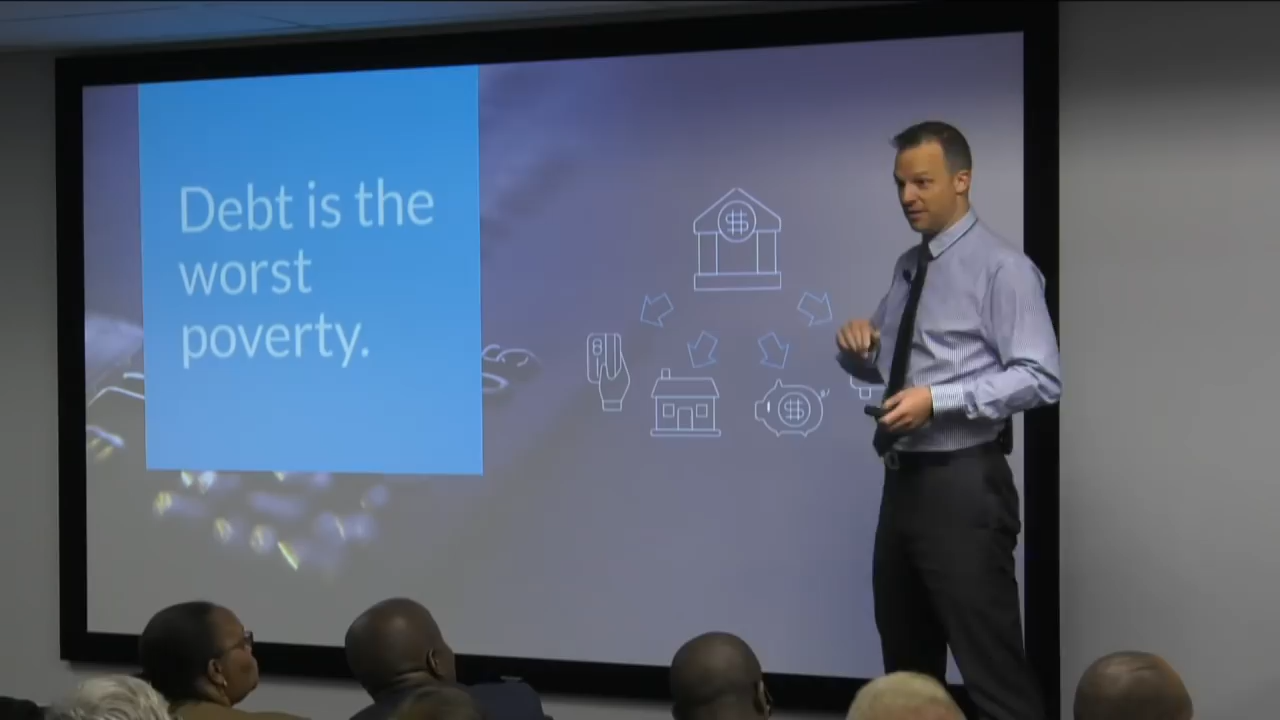 Debt is the
worst
poverty.
$
$